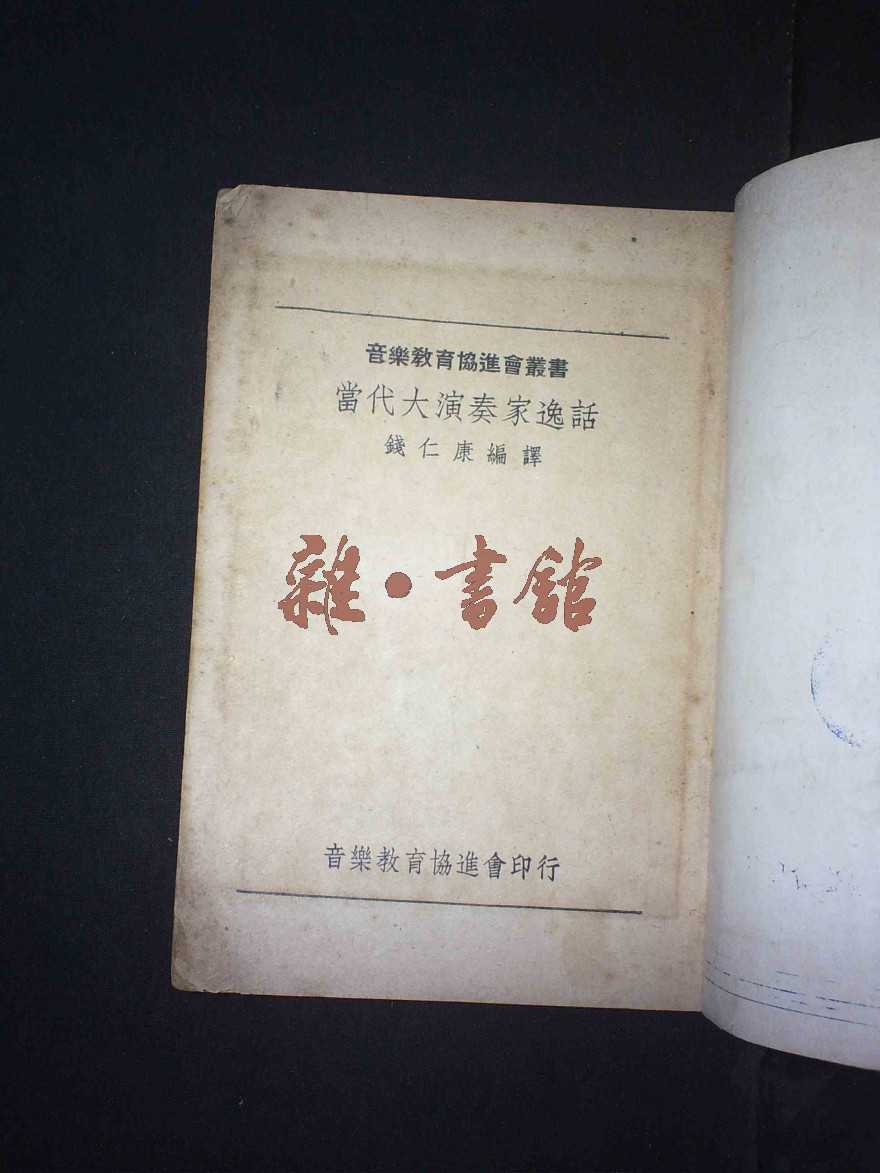 音樂教育協進會叢書
當代大演奏家逸話
錢仁康編譯
雜·書館
音樂教育協進會印行